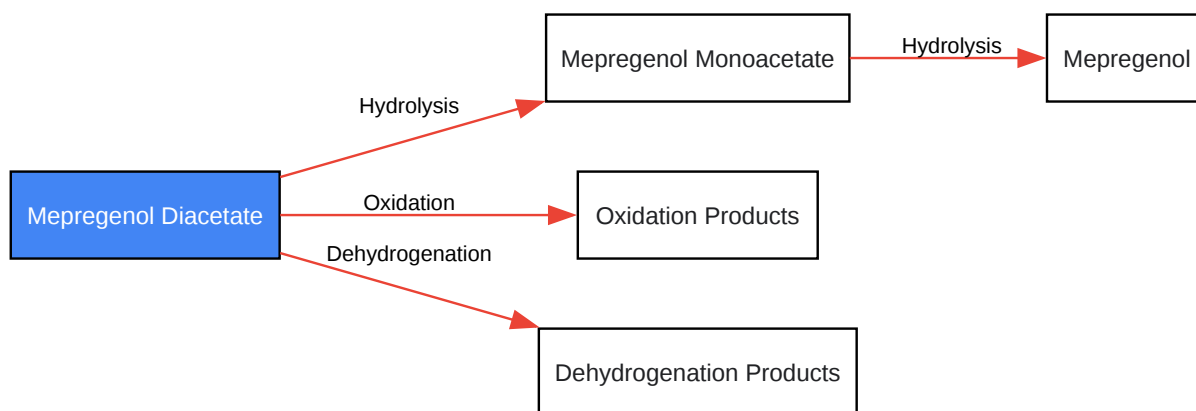 Mepregenol Monoacetate
Hydrolysis
Mepregenol
Hydrolysis
Mepregenol Diacetate
Oxidation
Oxidation Products
Dehydrogenation
Dehydrogenation Products